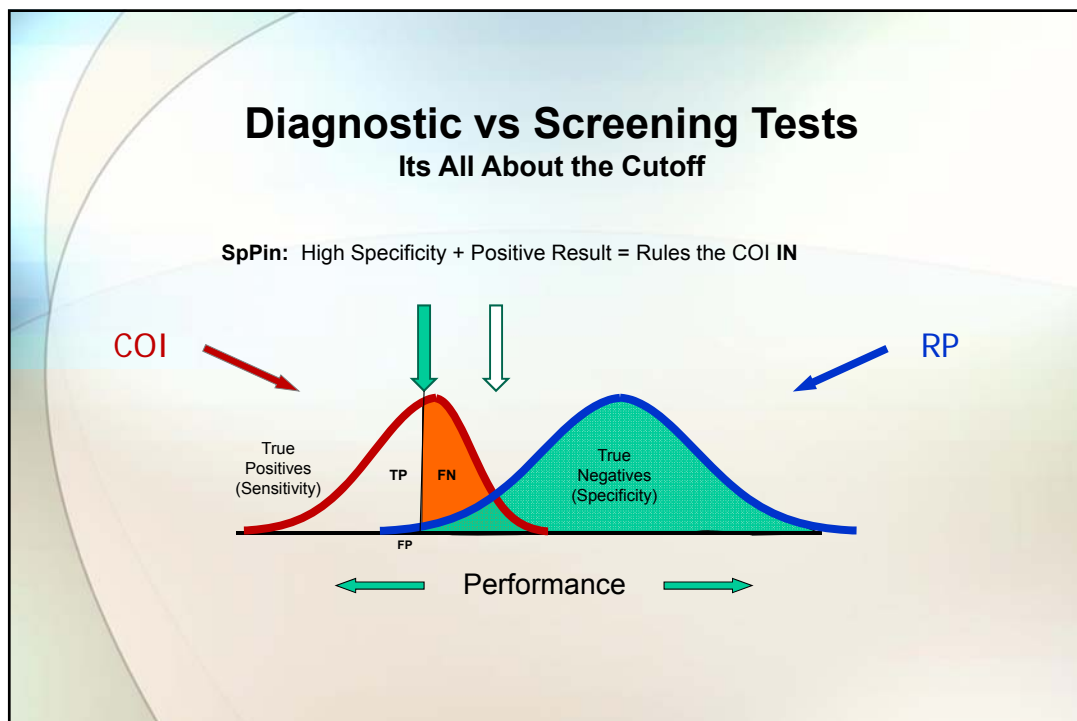 Diagnostic vs Screening Tests
Its All About the Cutoff
SpPin: High Specificity + Positive Result = Rules the COI IN
COI
RP
True
Positives
(Sensitivity)
TP
FN
True
Negatives
(Specificity)
FP
Performance